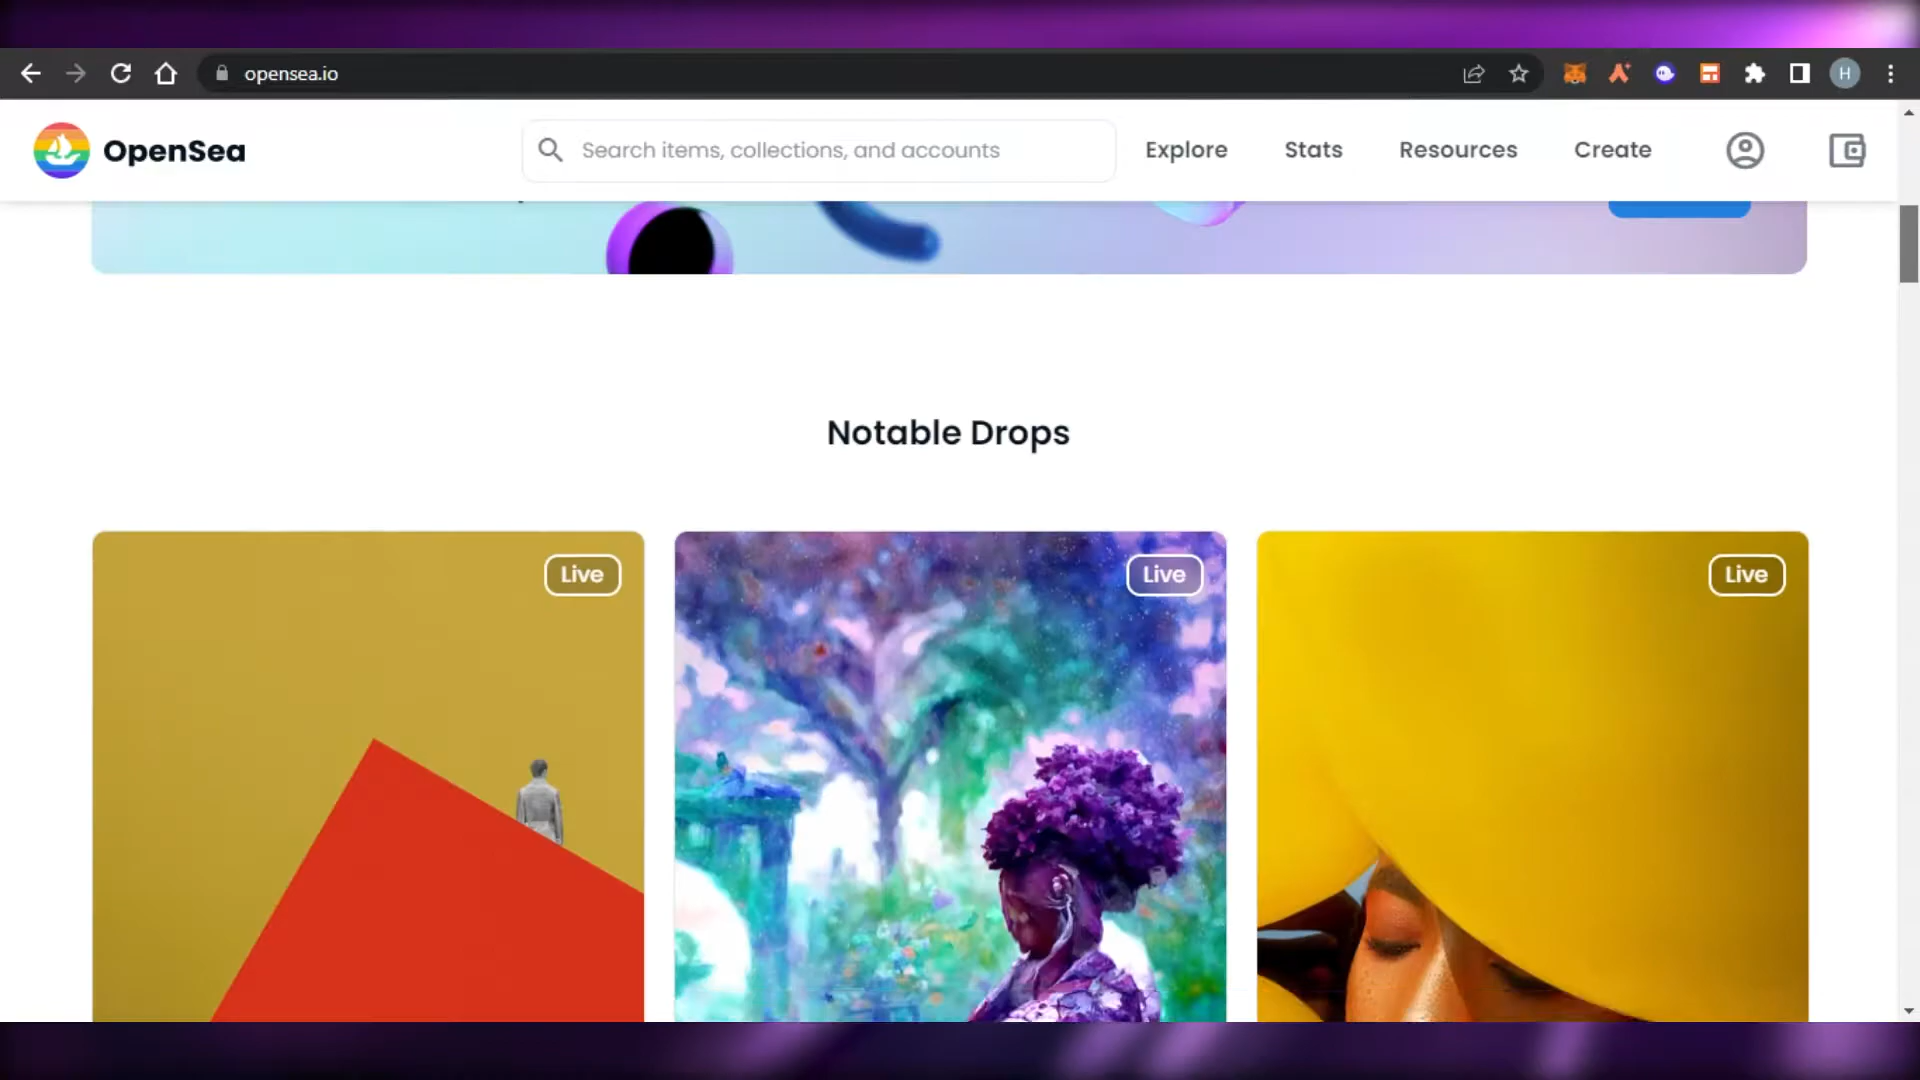 opensea.io
H
OpenSea
Search items, collections, and accounts
Explore
Stats
Resources
Create
Notable Drops
Live
Live
Live